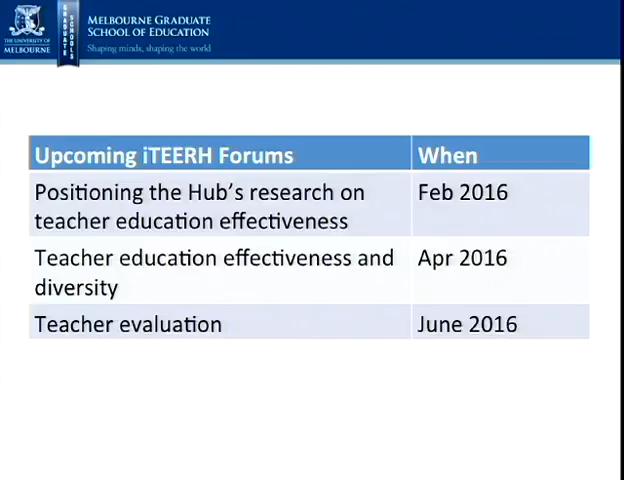 THE UNIVERSITY OF
MELBOURNE
GRADUATE
SCHOOLS
MELBOURNE GRADUATE
SCHOOL OF EDUCATION
Shaping minds, shaping the world
Upcoming iTEERH Forums When
Positioning the Hub's research on Feb 2016
teacher education effectiveness
Teacher education effectiveness and Apr 2016
diversity
Teacher evaluation June 2016